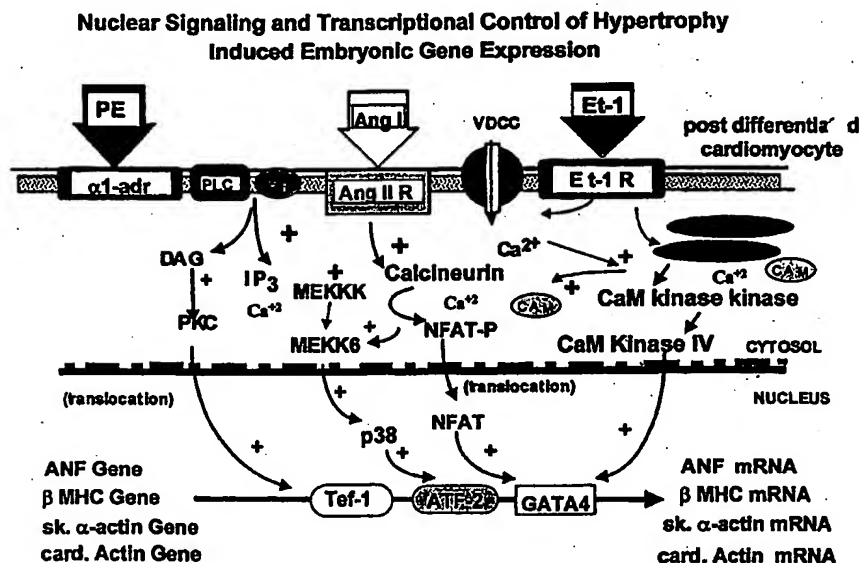 Nuclear Signaling and Transcriptional Control of Hypertrophy
Induced Embryonic Gene Expression
PE
Ang I
VDCC
Et-1
post differentia d
cardiomyocyte
α1-adr
PLC
Ang II R
Et-1 R
DAG
+
+
IP3
Ca+2
PKC
+
MEKKK
+
MEKK6
+
Calcineurin
Ca+2
NFAT-P
Ca2+
+
+
CAM
Ca+2
CAM
CaM kinase kinase
CaM Kinase IV
CYTOSOL
(translocation)
(translocation)
NUCLEUS
+
p38
NFAT
+
+
+
+
ANF Gene
β MHC Gene
sk. α-actin Gene
card. Actin Gene
Tef-1
ATF-2
GATA4
ANF mRNA
β MHC mRNA
sk. α-actin mRNA
card. Actin mRNA